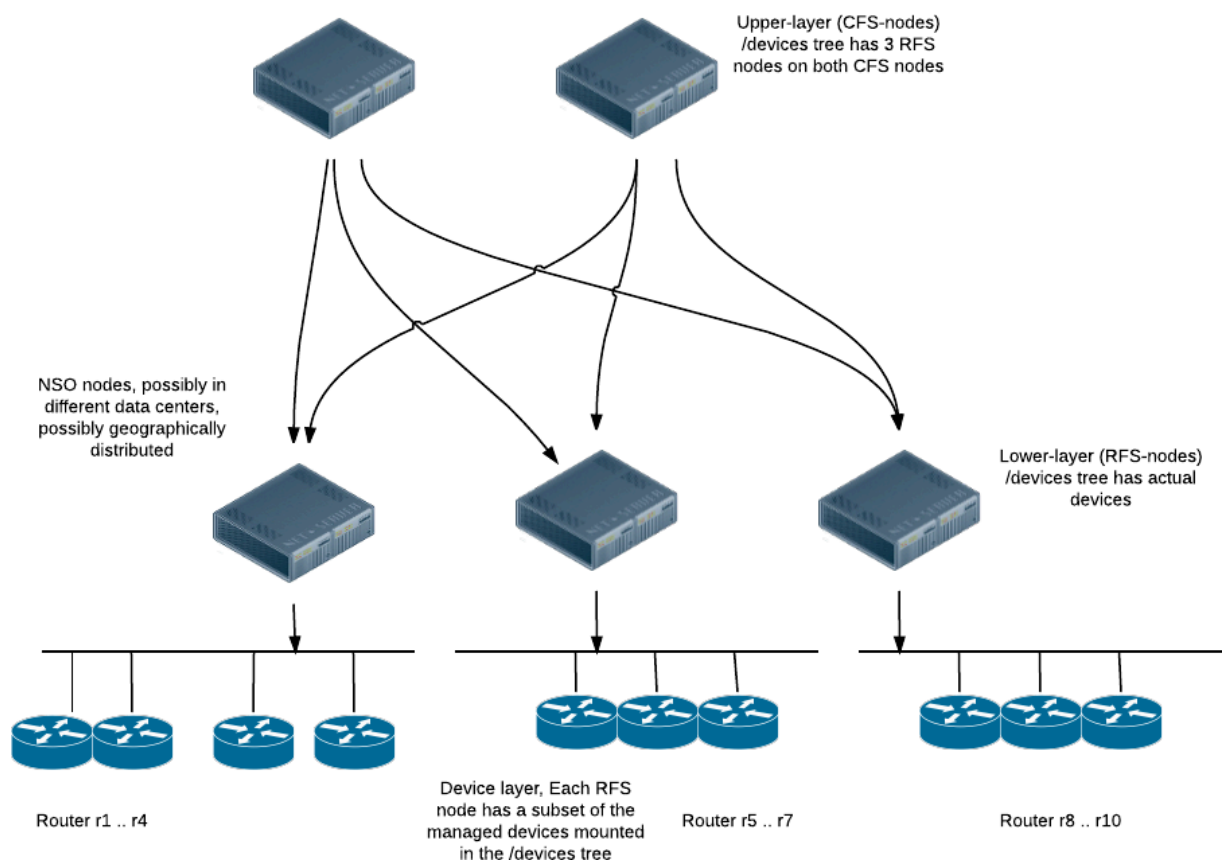 Upper-layer (CFS-nodes)
/devices tree has 3 RFS
nodes on both CFS nodes
NSO nodes, possibly in
different data centers,
possibly geographically
distributed
Lower-layer (RFS-nodes)
/devices tree has actual
devices
Device layer, Each RFS
node has a subset of the
managed devices mounted
in the /devices tree
Router r1 .. r4
Router r5 .. r7
Router r8 .. r10